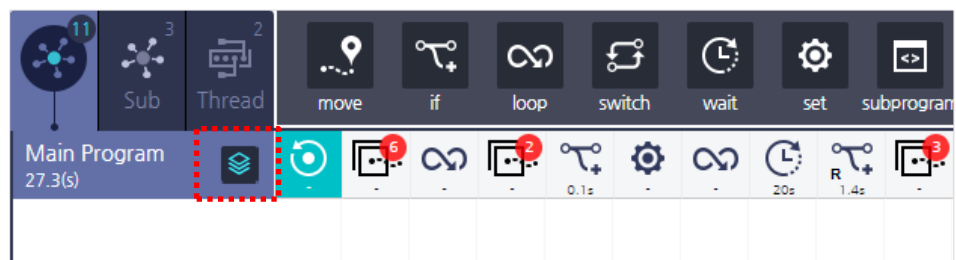 11
3
2
Sub
Thread
move
if
loop
switch
wait
set
subprogram
Main Program
27.3(s)
-
6
-
-
2
-
0.1s
-
-
20s
R
1.4s
3
-